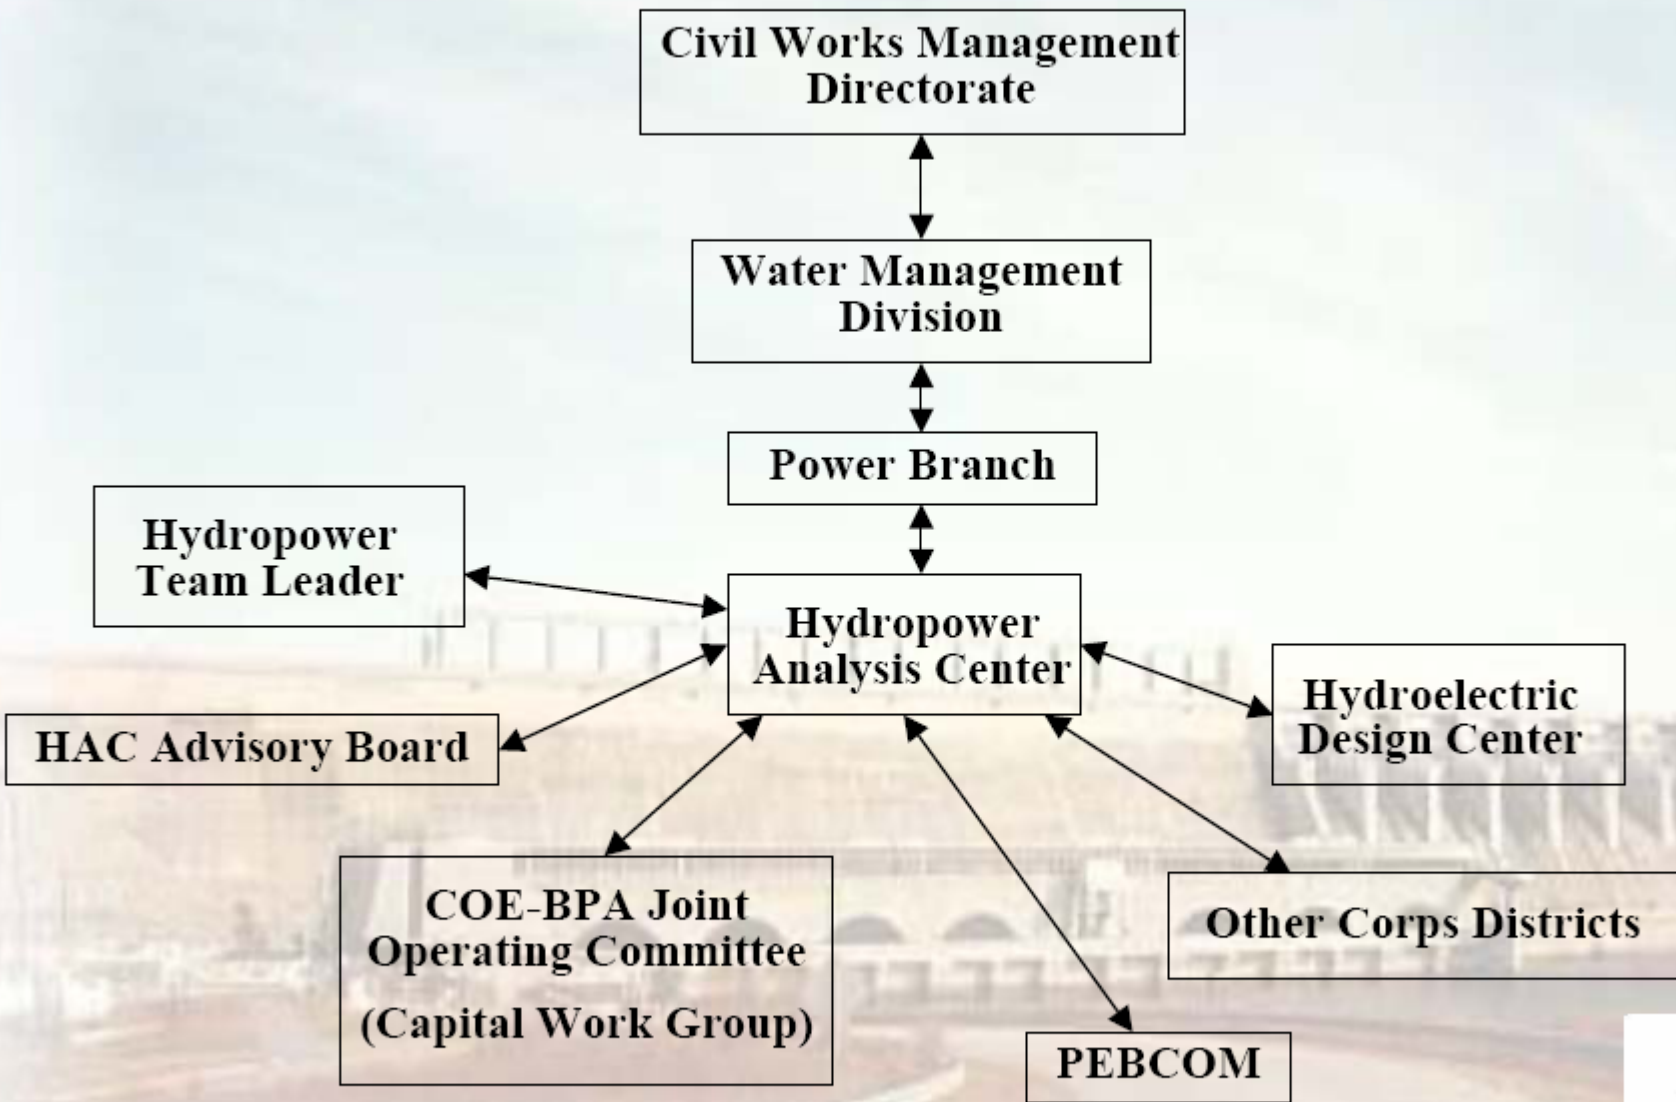 Civil Works Management
Directorate
Water Management
Division
Power Branch
Hydropower
Team Leader
Hydropower
Analysis Center
Hydroelectric
Design Center
HAC Advisory Board
COE-BPA Joint
Operating Committee
(Capital Work Group)
Other Corps Districts
PEBCOM